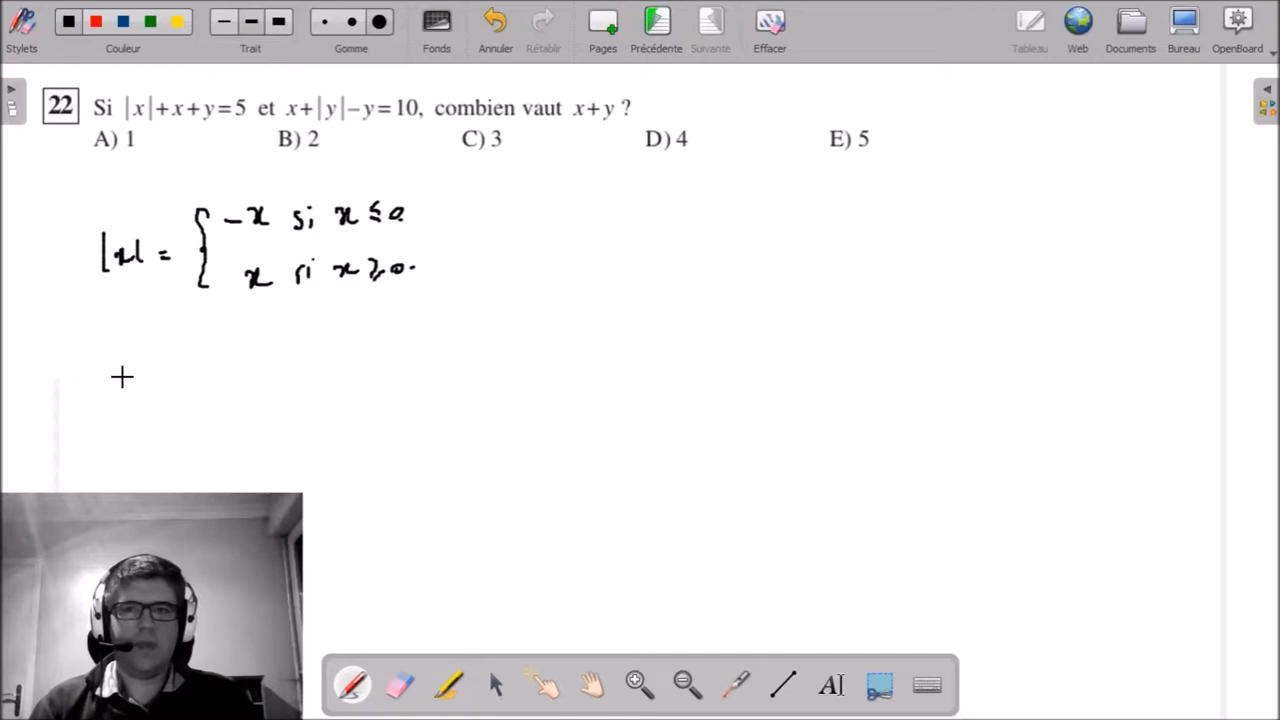 Stylets Couleur Trait Gomme Fonds Annuler Rétablir Pages Précédente Suivante Effacer Tableau Web Documents Bureau OpenBoard
22 Si |x|+x+y=5 et x+|y|−y=10, combien vaut x+y ?
A) 1 B) 2 C) 3 D) 4 E) 5
-x si x ≤ 0
|x| =
x si x ≥ 0.
AI